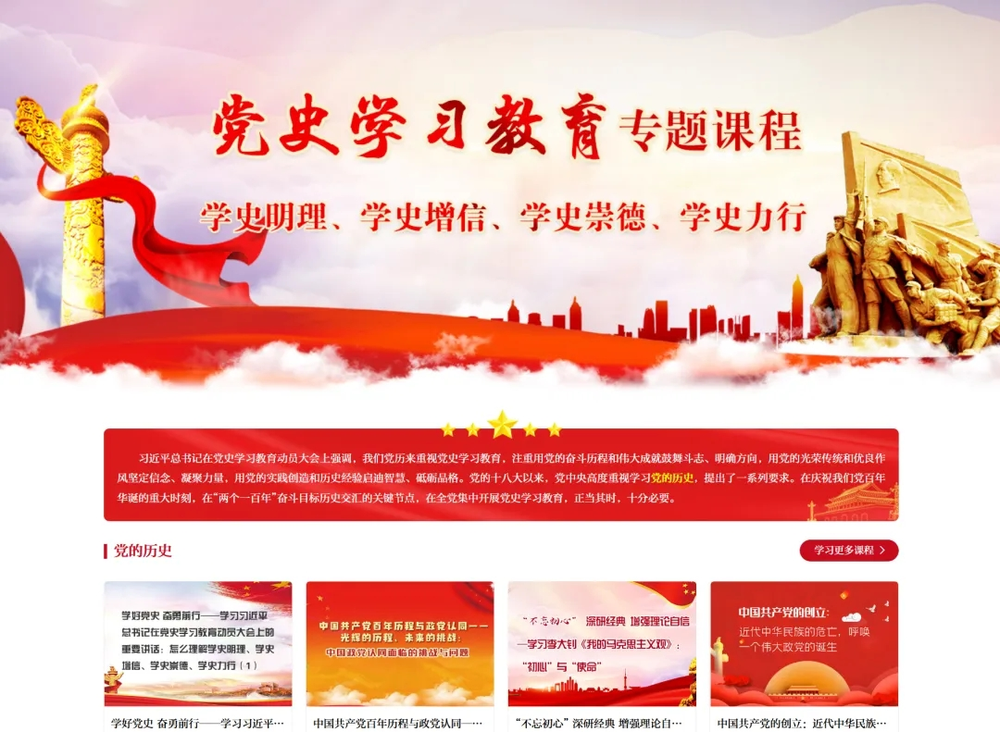 党史学习教育专题课程
学史明理、学史增信、学史崇德、学史力行
习近平总书记在党史学习教育动员大会上强调，我们党历来重视党史学习教育，注重用党的奋斗历程和伟大成就鼓舞斗志、明确方向，用党的光荣传统和优良作
风坚定信念、凝聚力量，用党的实践创造和历史经验启迪智慧、砥砺品格。党的十八大以来，党中央高度重视学习党的历史，提出了一系列要求。在庆祝我们党百年
华诞的重大时刻，在“两个一百年”奋斗目标历史交汇的关键节点，在全党集中开展党史学习教育，正当其时，十分必要。
党的历史
学习更多课程 >
学好党史 奋勇前行——学习习近平
总书记在党史学习教育动员大会上的
重要讲话：怎么理解学史明理、学史
增信、学史崇德、学史力行（1）
中国共产党百年历程与政党认同——
光辉的历程，未来的挑战：
中国政党认同面临的挑战与问题
“不忘初心” 深研经典 增强理论自信
—学习李大钊《我的马克思主义观》：
“初心”与“使命”
中国共产党的创立：
近代中华民族的危亡，呼唤
一个伟大政党的诞生
学好党史 奋勇前行——学习习近平…
中国共产党百年历程与政党认同—…
“不忘初心” 深研经典 增强理论自…
中国共产党的创立：近代中华民族…